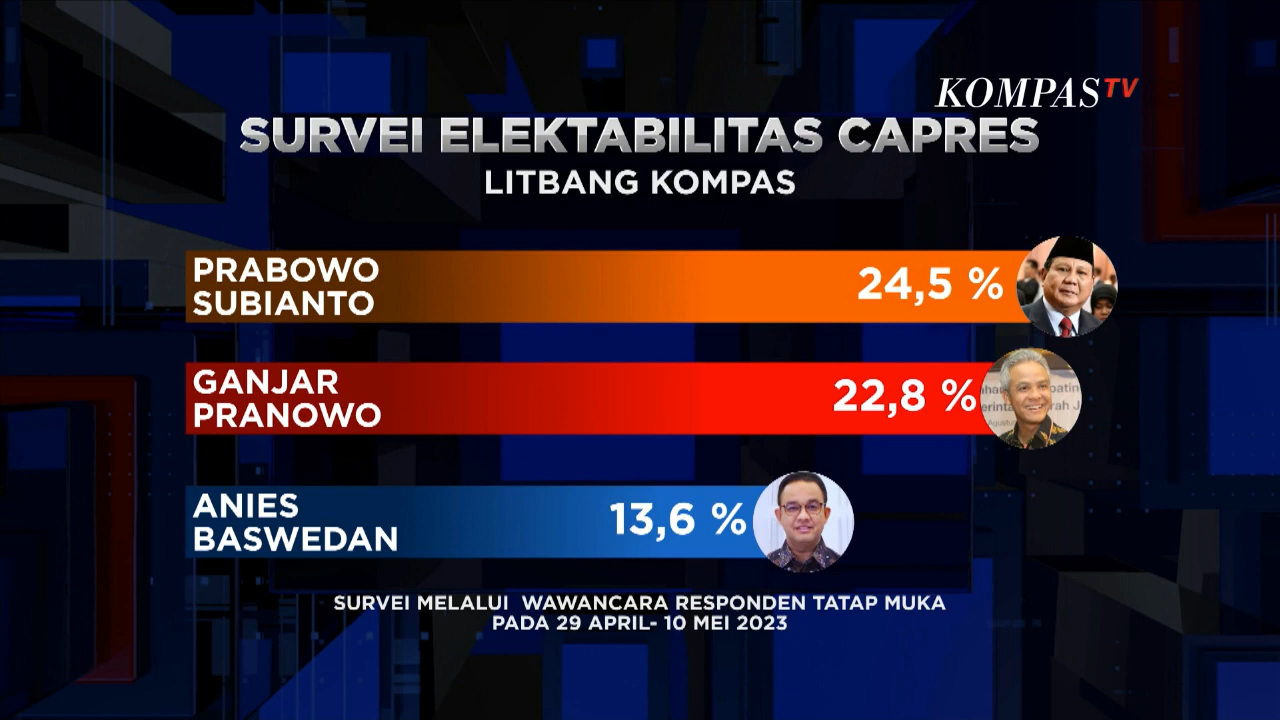 KOMPASTV
SURVEI ELEKTABILITAS CAPRES
LITBANG KOMPAS
PRABOWO
SUBIANTO
24,5 %
GANJAR
PRANOWO
22,8 %
ANIES
BASWEDAN
13,6 %
SURVEI MELALUI WAWANCARA RESPONDEN TATAP MUKA
PADA 29 APRIL- 10 MEI 2023